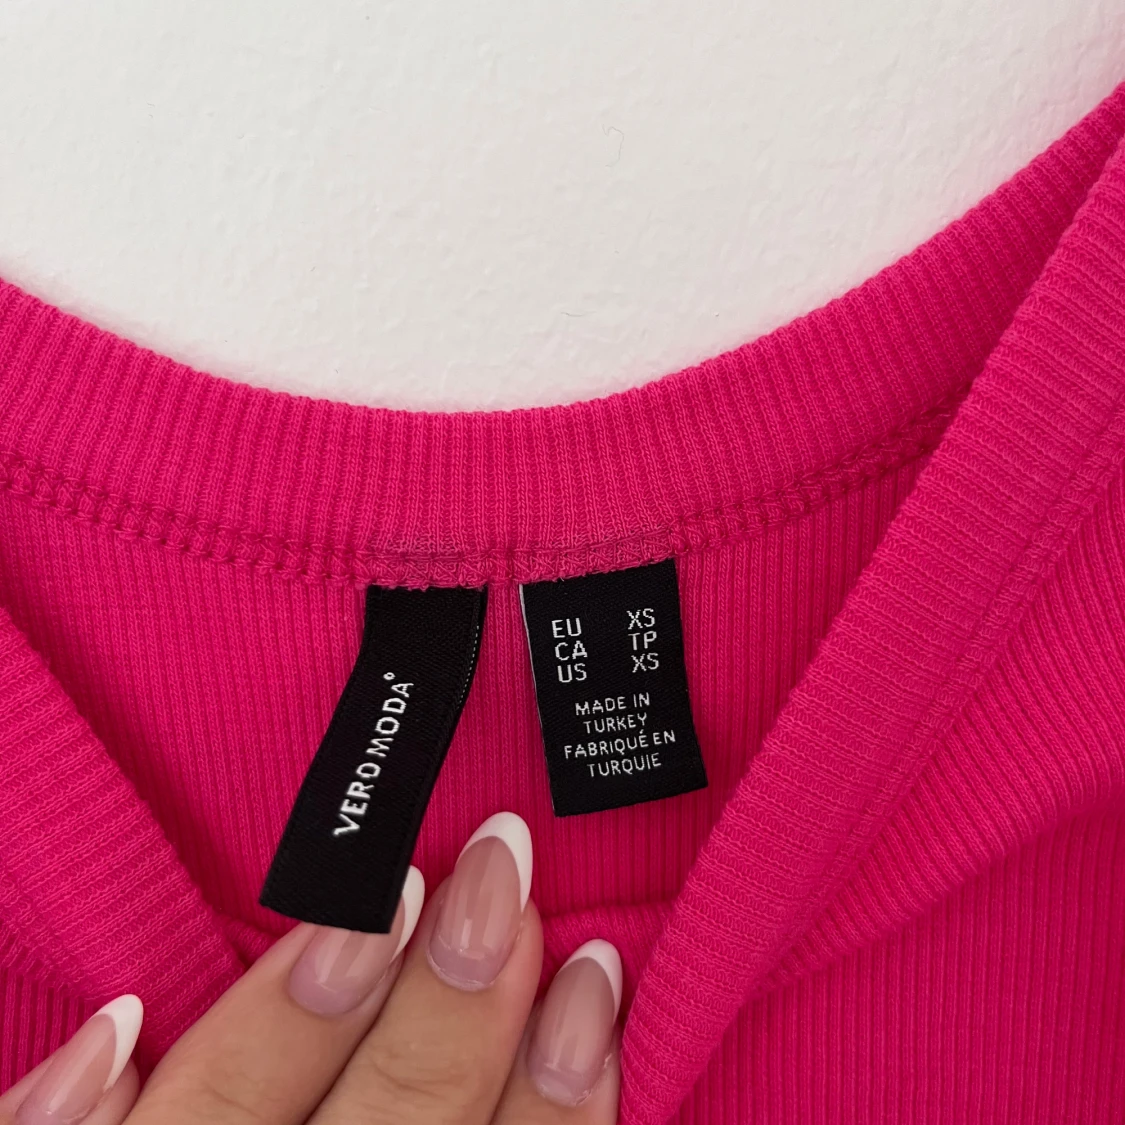 VERO MODA°
EU XS
CA TP
US XS
MADE IN
TURKEY
FABRIQUÉ EN
TURQUIE